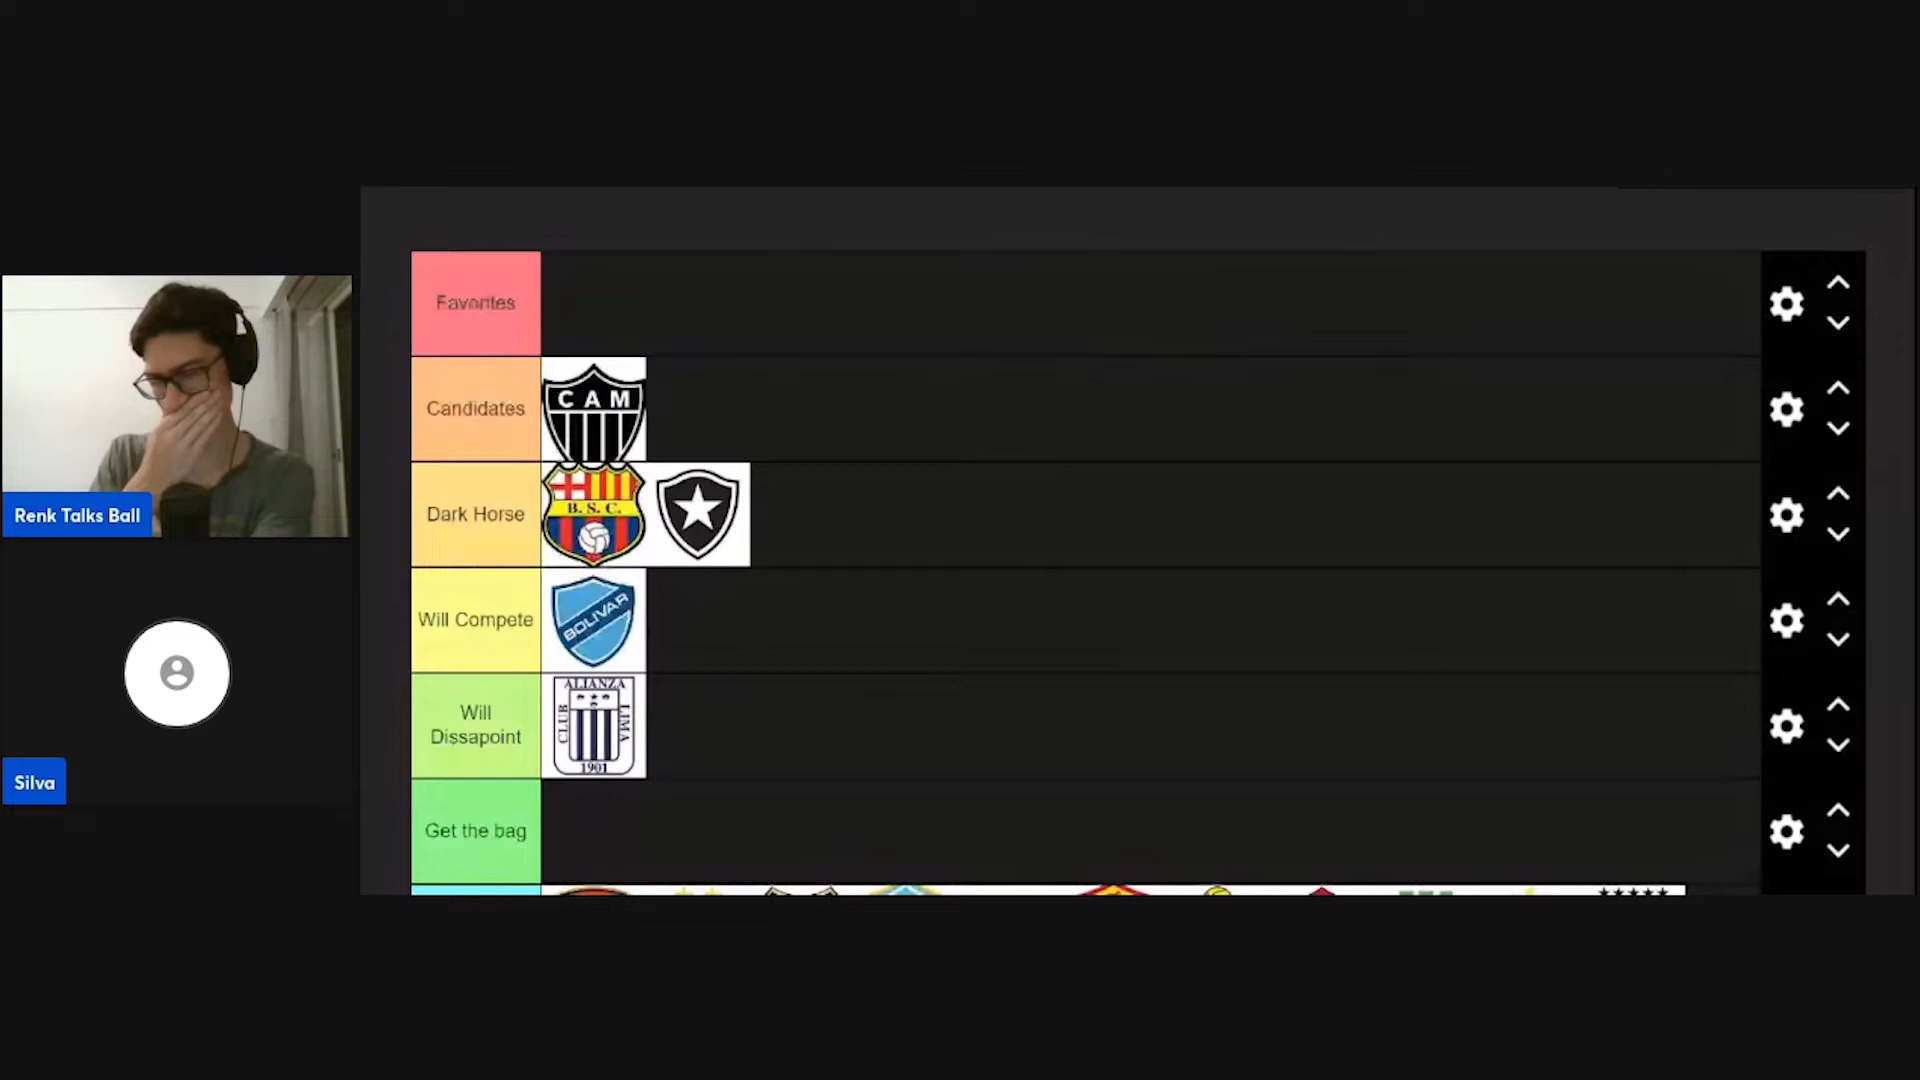 Favorites
Candidates
CAM
Dark Horse
B. S. C.
Will Compete
BOLIVAR
Will
Dissapoint
ALIANZA
CLUB
LIMA
1901
Get the bag
Renk Talks Ball
Silva